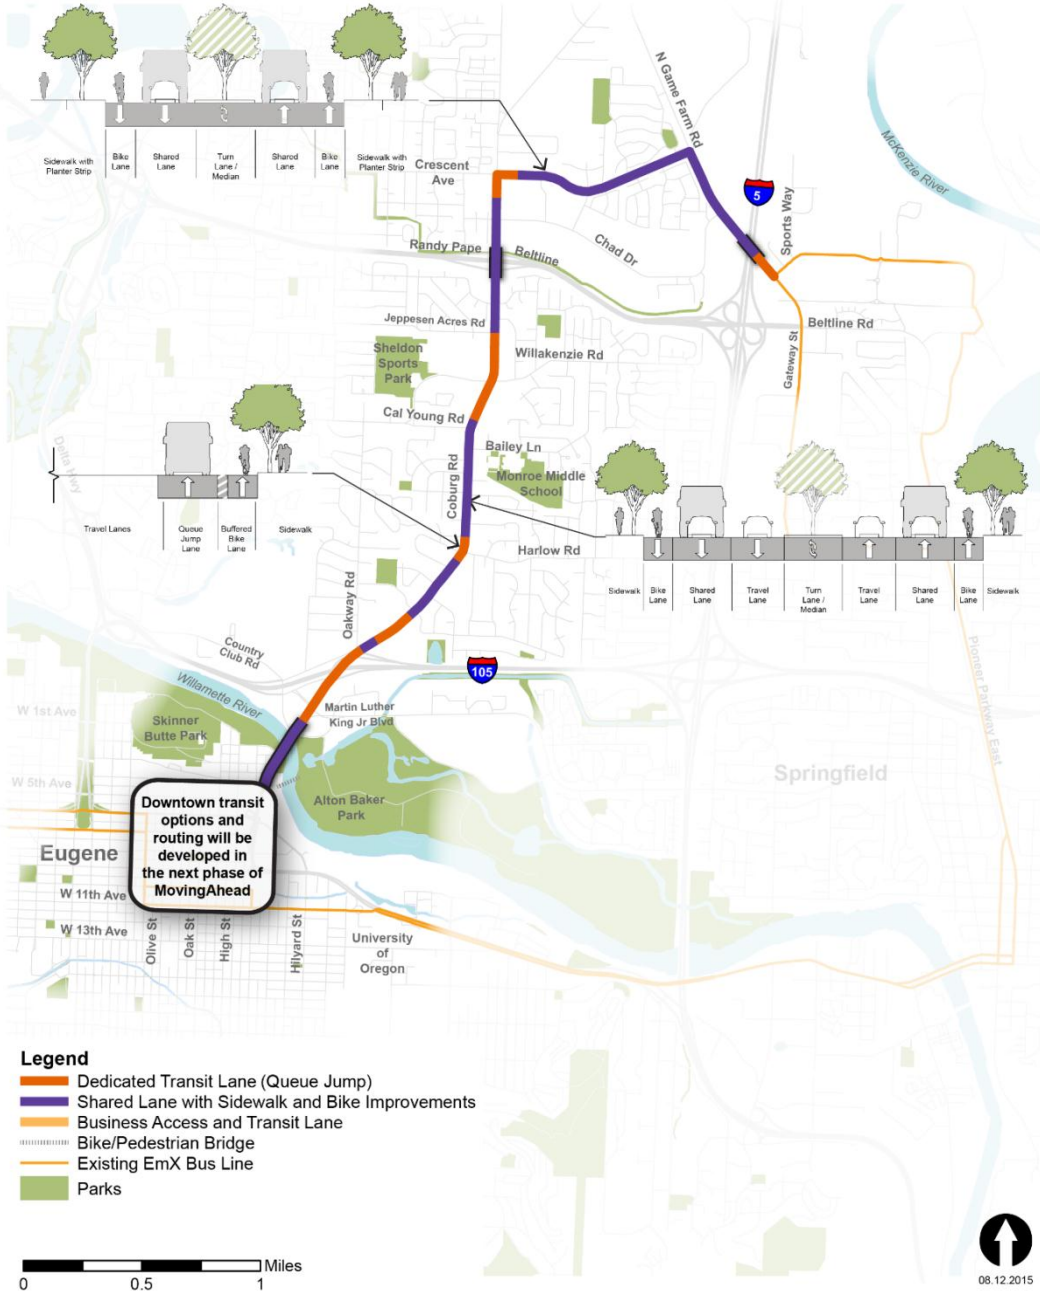 Sidewalk with
Planter Strip
Bike
Lane
Shared
Lane
Turn
Lane /
Median
Shared
Lane
Bike
Lane
Sidewalk with
Planter Strip
Crescent
Ave
N Game Farm Rd
McKenzie River
5
Sports Way
Randy Pape
Beltline
Chad Dr
Jeppesen Acres Rd
Beltline Rd
Sheldon
Sports
Park
Willakenzie Rd
Gateway St
Cal Young Rd
Bailey Ln
Monroe Middle
School
Coburg Rd
Delta Hwy
Travel Lanes
Queue
Jump
Lane
Buffered
Bike
Lane
Sidewalk
Harlow Rd
Sidewalk
Bike
Lane
Shared
Lane
Travel
Lane
Turn
Lane /
Median
Travel
Lane
Shared
Lane
Bike
Lane
Sidewalk
Oakway Rd
Country
Club Rd
105
Pioneer Parkway East
Willamette River
W 1st Ave
Skinner
Butte Park
Martin Luther
King Jr Blvd
W 5th Ave
Springfield
Alton Baker
Park
Downtown transit
options and
routing will be
developed in
the next phase of
MovingAhead
Eugene
W 11th Ave
W 13th Ave
Olive St
Oak St
High St
Hilyard St
University
of
Oregon
Legend
Dedicated Transit Lane (Queue Jump)
Shared Lane with Sidewalk and Bike Improvements
Business Access and Transit Lane
Bike/Pedestrian Bridge
Existing EmX Bus Line
Parks
Miles
0 0.5 1
08.12.2015